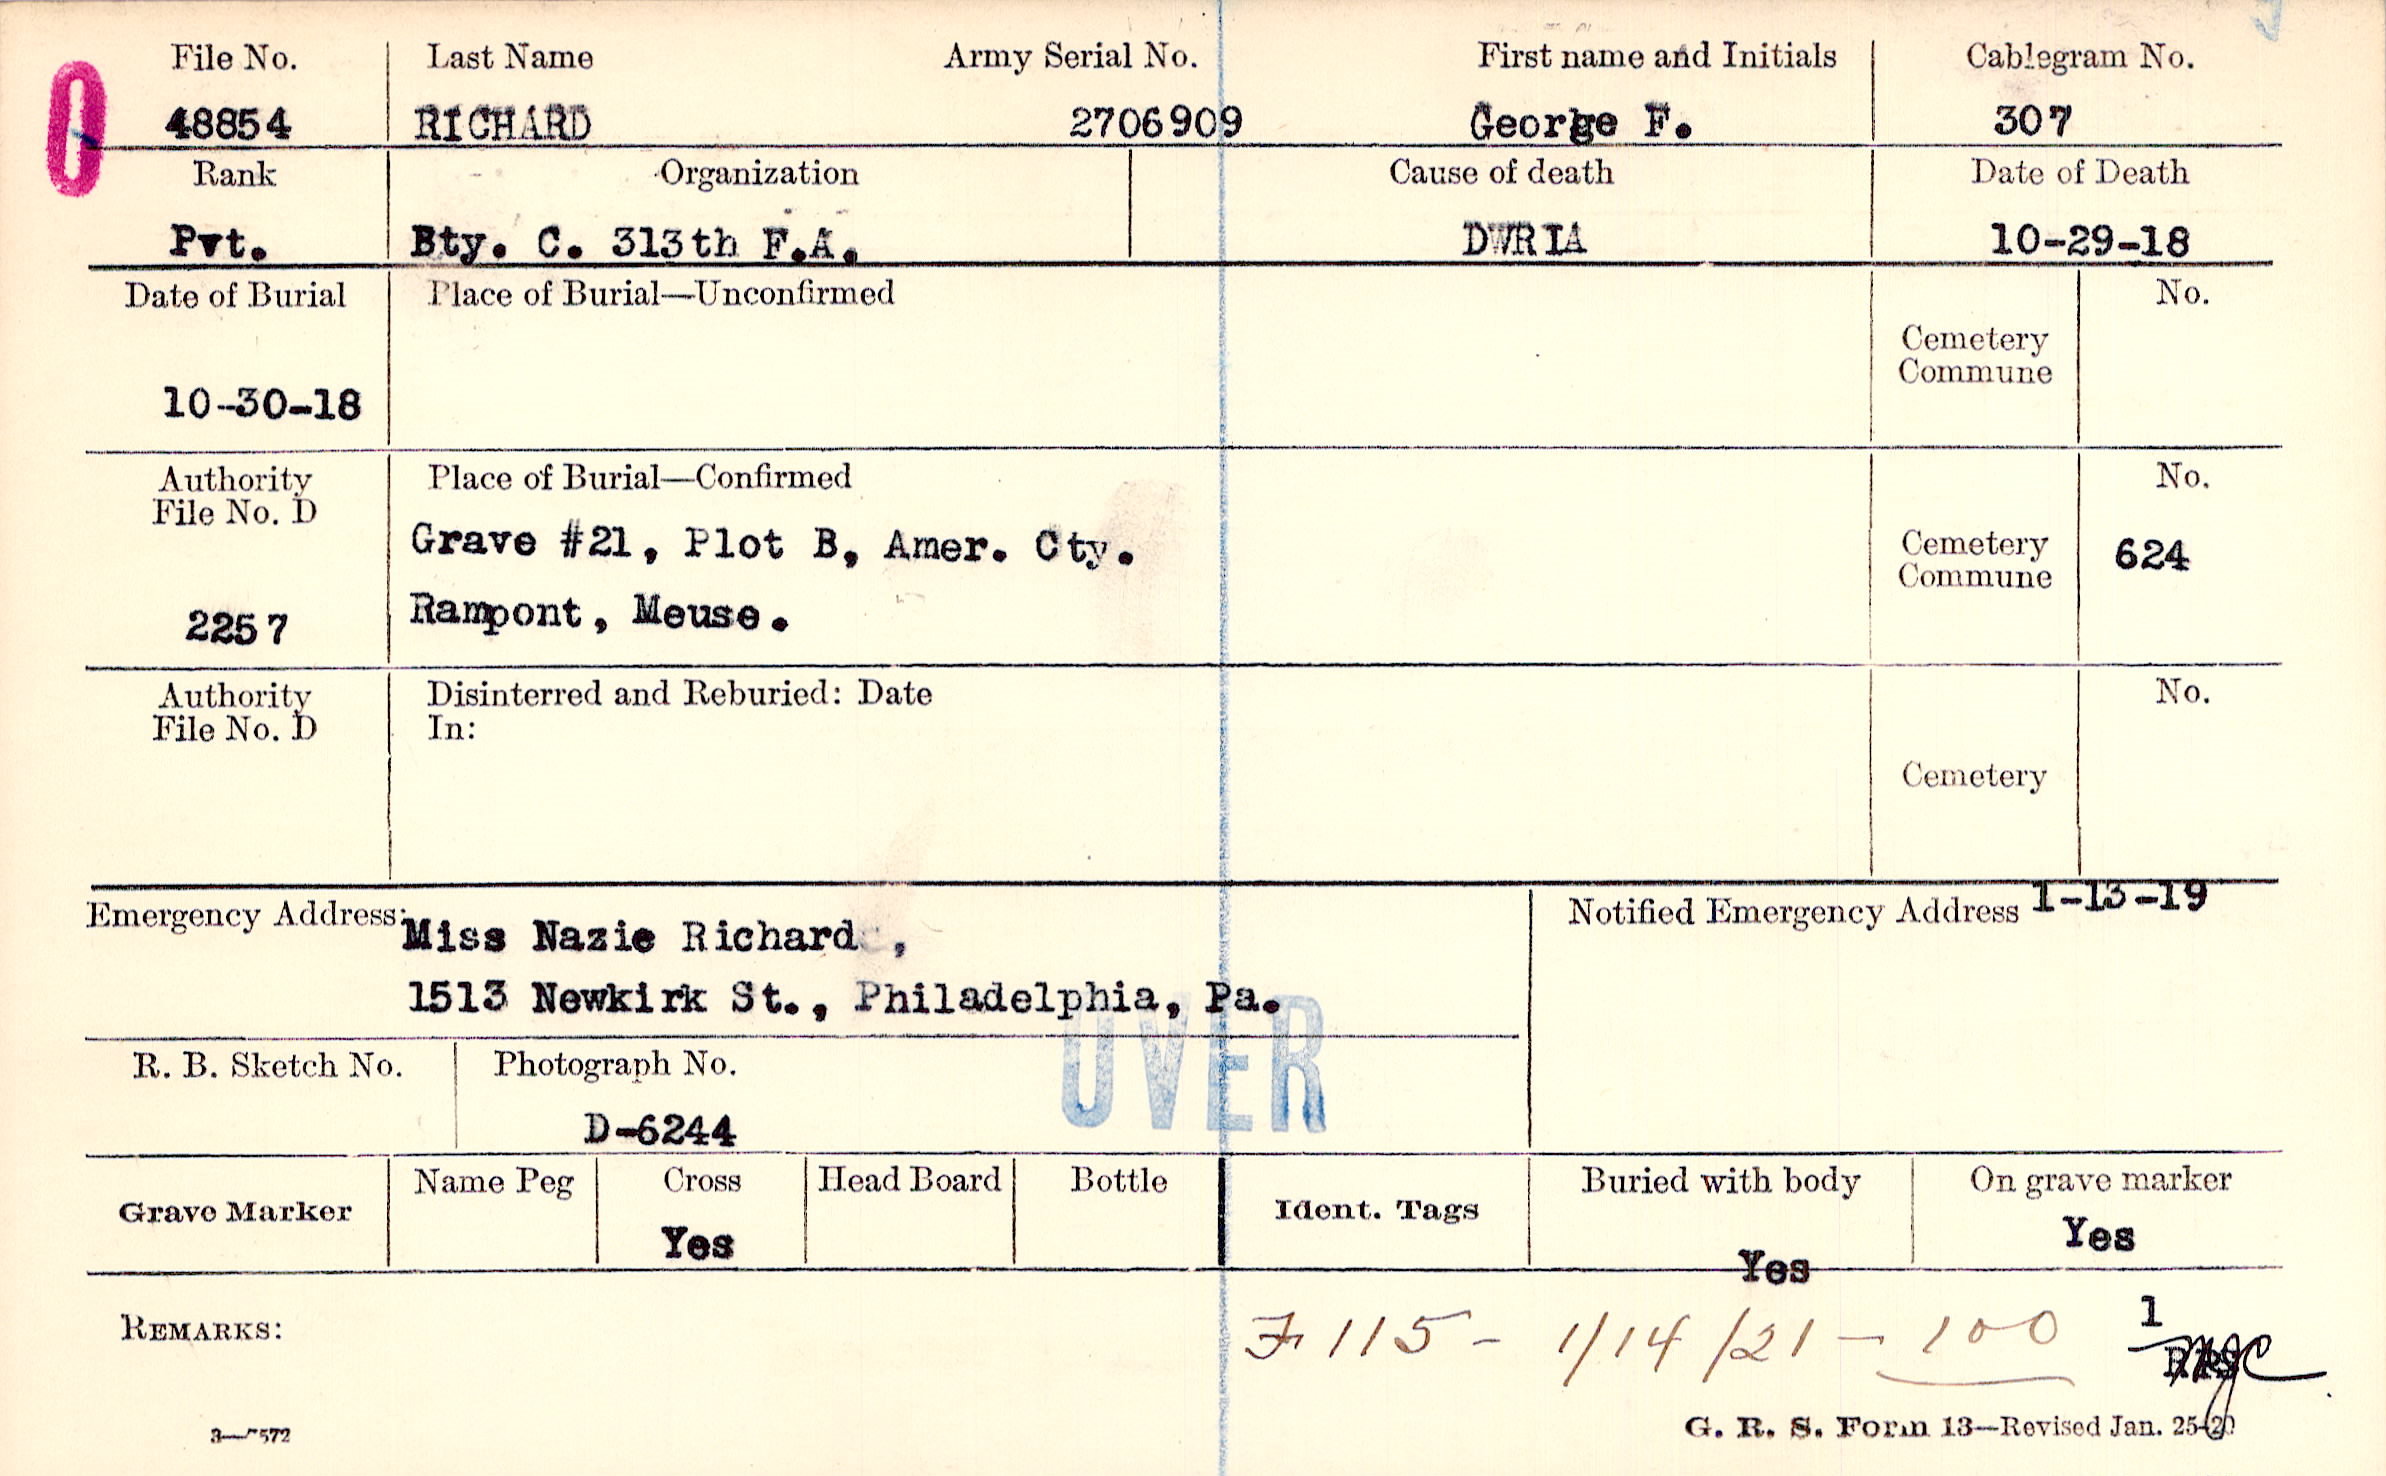 File No. Last Name Army Serial No. First name and Initials Cablegram No.
0 48854 RICHARD 2706909 George F. 307
Rank Organization Cause of death Date of Death
Pvt. Bty. C. 313th F.A. DWRIA 10-29-18
Date of Burial Place of Burial—Unconfirmed No.
Cemetery
Commune
10-30-18
Authority Place of Burial—Confirmed No.
File No. D
Grave #21, Plot B, Amer. Cty. Cemetery 624
Commune
2257 Rampont, Meuse.
Authority Disinterred and Reburied: Date No.
File No. D In:
Cemetery
Emergency Address: Notified Emergency Address 1-13-19
Miss Nazie Richard ,
1513 Newkirk St., Philadelphia, Pa.
OVER
R. B. Sketch No. Photograph No.
D-6244
Grave Marker Name Peg Cross Head Board Bottle Ident. Tags Buried with body On grave marker
Yes Yes Yes
REMARKS: F 115 - 1/14/21 - 100 1
3— 572 G. R. S. Form 13—Revised Jan. 25-20